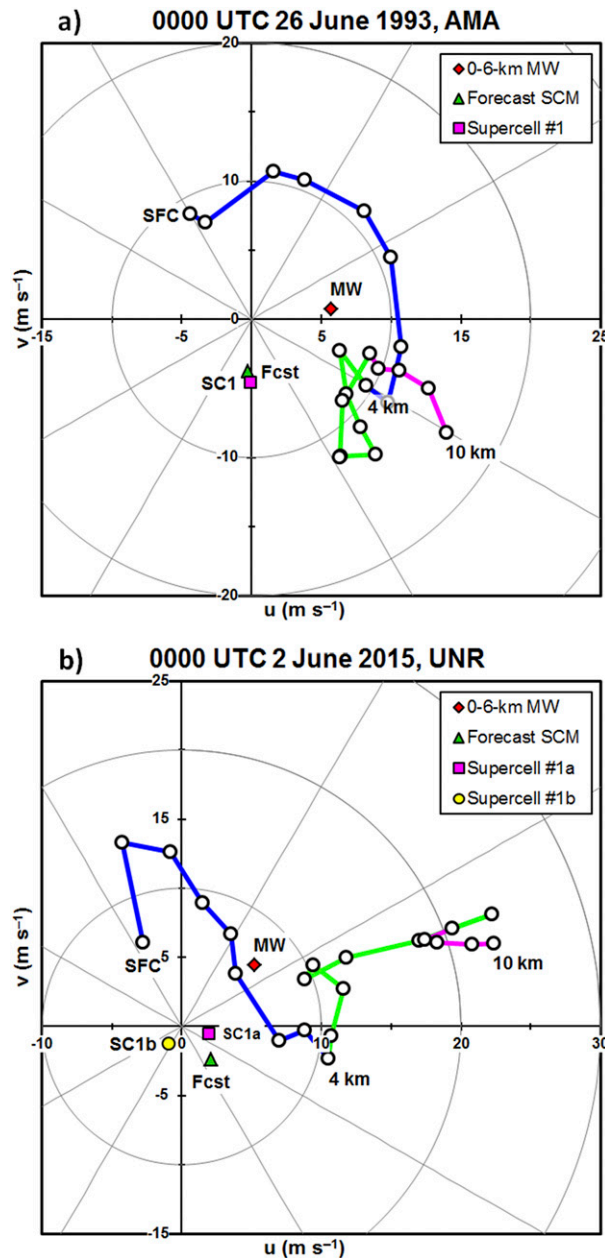 a) 0000 UTC 26 June 1993, AMA
20
0-6-km MW
Forecast SCM
Supercell #1
10
SFC
MW
v (m s⁻¹)
0
-15
-5
5
15
25
Fcst
SC1
4 km
10 km
-10
-20
u (m s⁻¹)
b) 0000 UTC 2 June 2015, UNR
25
0-6-km MW
Forecast SCM
Supercell #1a
Supercell #1b
15
v (m s⁻¹)
5
MW
SFC
10 km
SC1a
SC1b
-10
0
10
20
30
Fcst
4 km
-5
-15
u (m s⁻¹)